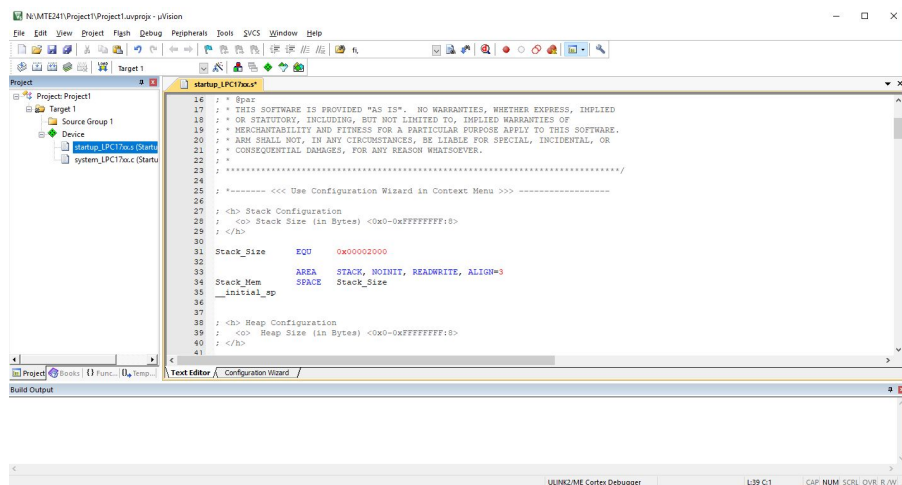 N:\MTE241\Project1\Project1.uvprojx - µVision
File Edit View Project Flash Debug Peripherals Tools SVCS Window Help
Target 1
Project
startup_LPC17xx.s*
Project: Project1
Target 1
Source Group 1
Device
startup_LPC17xx.s (Startu
system_LPC17xx.c (Startu
16 ; * @par
17 ; * THIS SOFTWARE IS PROVIDED "AS IS". NO WARRANTIES, WHETHER EXPRESS, IMPLIED
18 ; * OR STATUTORY, INCLUDING, BUT NOT LIMITED TO, IMPLIED WARRANTIES OF
19 ; * MERCHANTABILITY AND FITNESS FOR A PARTICULAR PURPOSE APPLY TO THIS SOFTWARE.
20 ; * ARM SHALL NOT, IN ANY CIRCUMSTANCES, BE LIABLE FOR SPECIAL, INCIDENTAL, OR
21 ; * CONSEQUENTIAL DAMAGES, FOR ANY REASON WHATSOEVER.
22 ; *
23 ; ******************************************************************************/
24
25 ; *------- <<< Use Configuration Wizard in Context Menu >>> ------------------
26
27 ; <h> Stack Configuration
28 ; <o> Stack Size (in Bytes) <0x0-0xFFFFFFFF:8>
29 ; </h>
30
31 Stack_Size EQU 0x00002000
32
33 AREA STACK, NOINIT, READWRITE, ALIGN=3
34 Stack_Mem SPACE Stack_Size
35 __initial_sp
36
37
38 ; <h> Heap Configuration
39 ; <o> Heap Size (in Bytes) <0x0-0xFFFFFFFF:8>
40 ; </h>
41
Project Books {} Func... Temp...
Text Editor Configuration Wizard
Build Output
ULINK2/ME Cortex Debugger L:39 C:1 CAP NUM SCRL OVR R/W